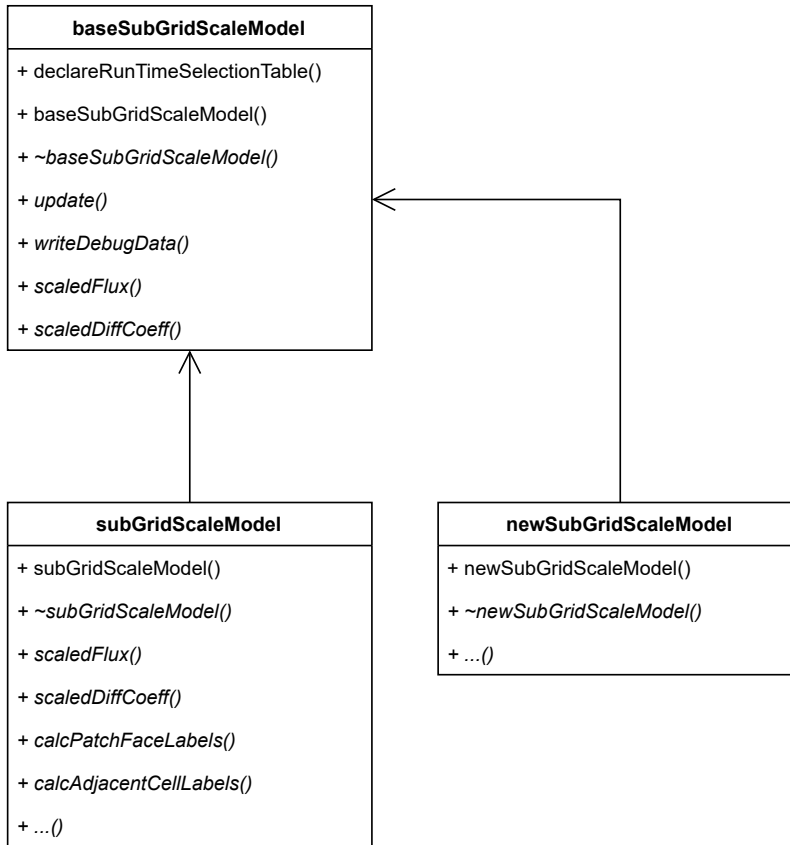 baseSubGridScaleModel
+ declareRunTimeSelectionTable()
+ baseSubGridScaleModel()
+ ~baseSubGridScaleModel()
+ update()
+ writeDebugData()
+ scaledFlux()
+ scaledDiffCoeff()
subGridScaleModel
+ subGridScaleModel()
+ ~subGridScaleModel()
+ scaledFlux()
+ scaledDiffCoeff()
+ calcPatchFaceLabels()
+ calcAdjacentCellLabels()
+ ...()
newSubGridScaleModel
+ newSubGridScaleModel()
+ ~newSubGridScaleModel()
+ ...()